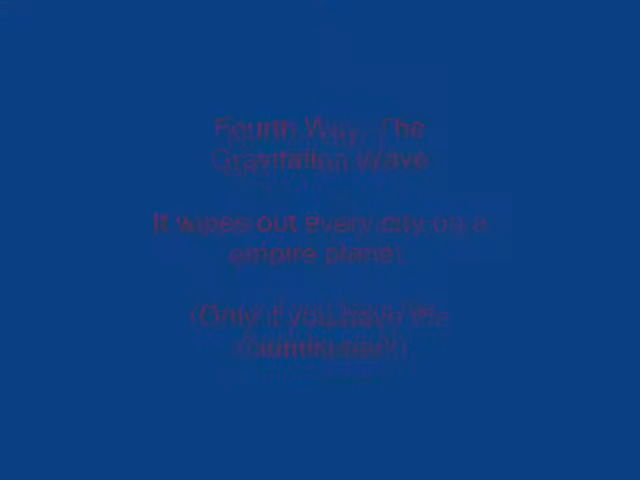 Fourth Way: The
Gravitation Wave
It wipes out every city on a
empire planet.
(Only if you have the